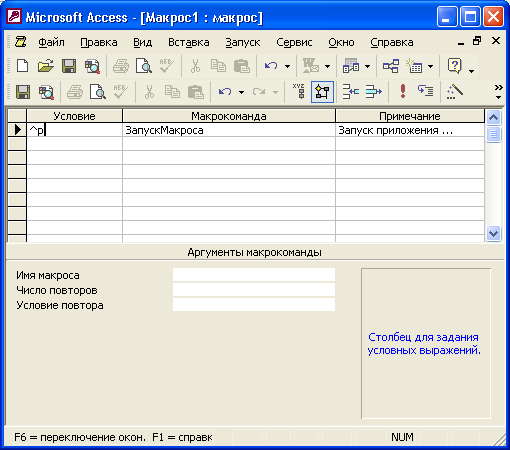 Microsoft Access - [Макрос1 : макрос]
Файл Правка Вид Вставка Запуск Сервис Окно Справка
XYZ
Условие Макрокоманда Примечание
^p ЗапускМакроса Запуск приложения ...
Аргументы макрокоманды
Имя макроса
Число повторов
Условие повтора
Столбец для задания
условных выражений.
F6 = переключение окон. F1 = справк NUM